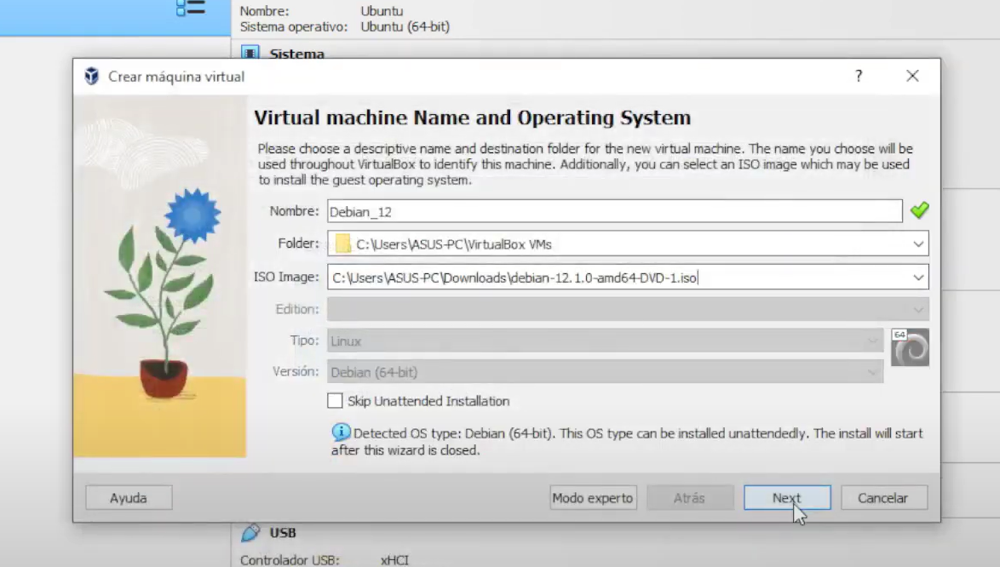 Nombre: Ubuntu
Sistema operativo: Ubuntu (64-bit)
Sistema
Crear máquina virtual
?
Virtual machine Name and Operating System
Please choose a descriptive name and destination folder for the new virtual machine. The name you choose will be
used throughout VirtualBox to identify this machine. Additionally, you can select an ISO image which may be used
to install the guest operating system.
Nombre: Debian_12
Folder: C:\Users\ASUS-PC\VirtualBox VMs
ISO Image: C:\Users\ASUS-PC\Downloads\debian-12.1.0-amd64-DVD-1.iso
Edition:
Tipo: Linux
64
Versión: Debian (64-bit)
Skip Unattended Installation
Detected OS type: Debian (64-bit). This OS type can be installed unattendedly. The install will start
after this wizard is closed.
Ayuda Modo experto Atrás Next Cancelar
USB
Controlador USB: xHCI